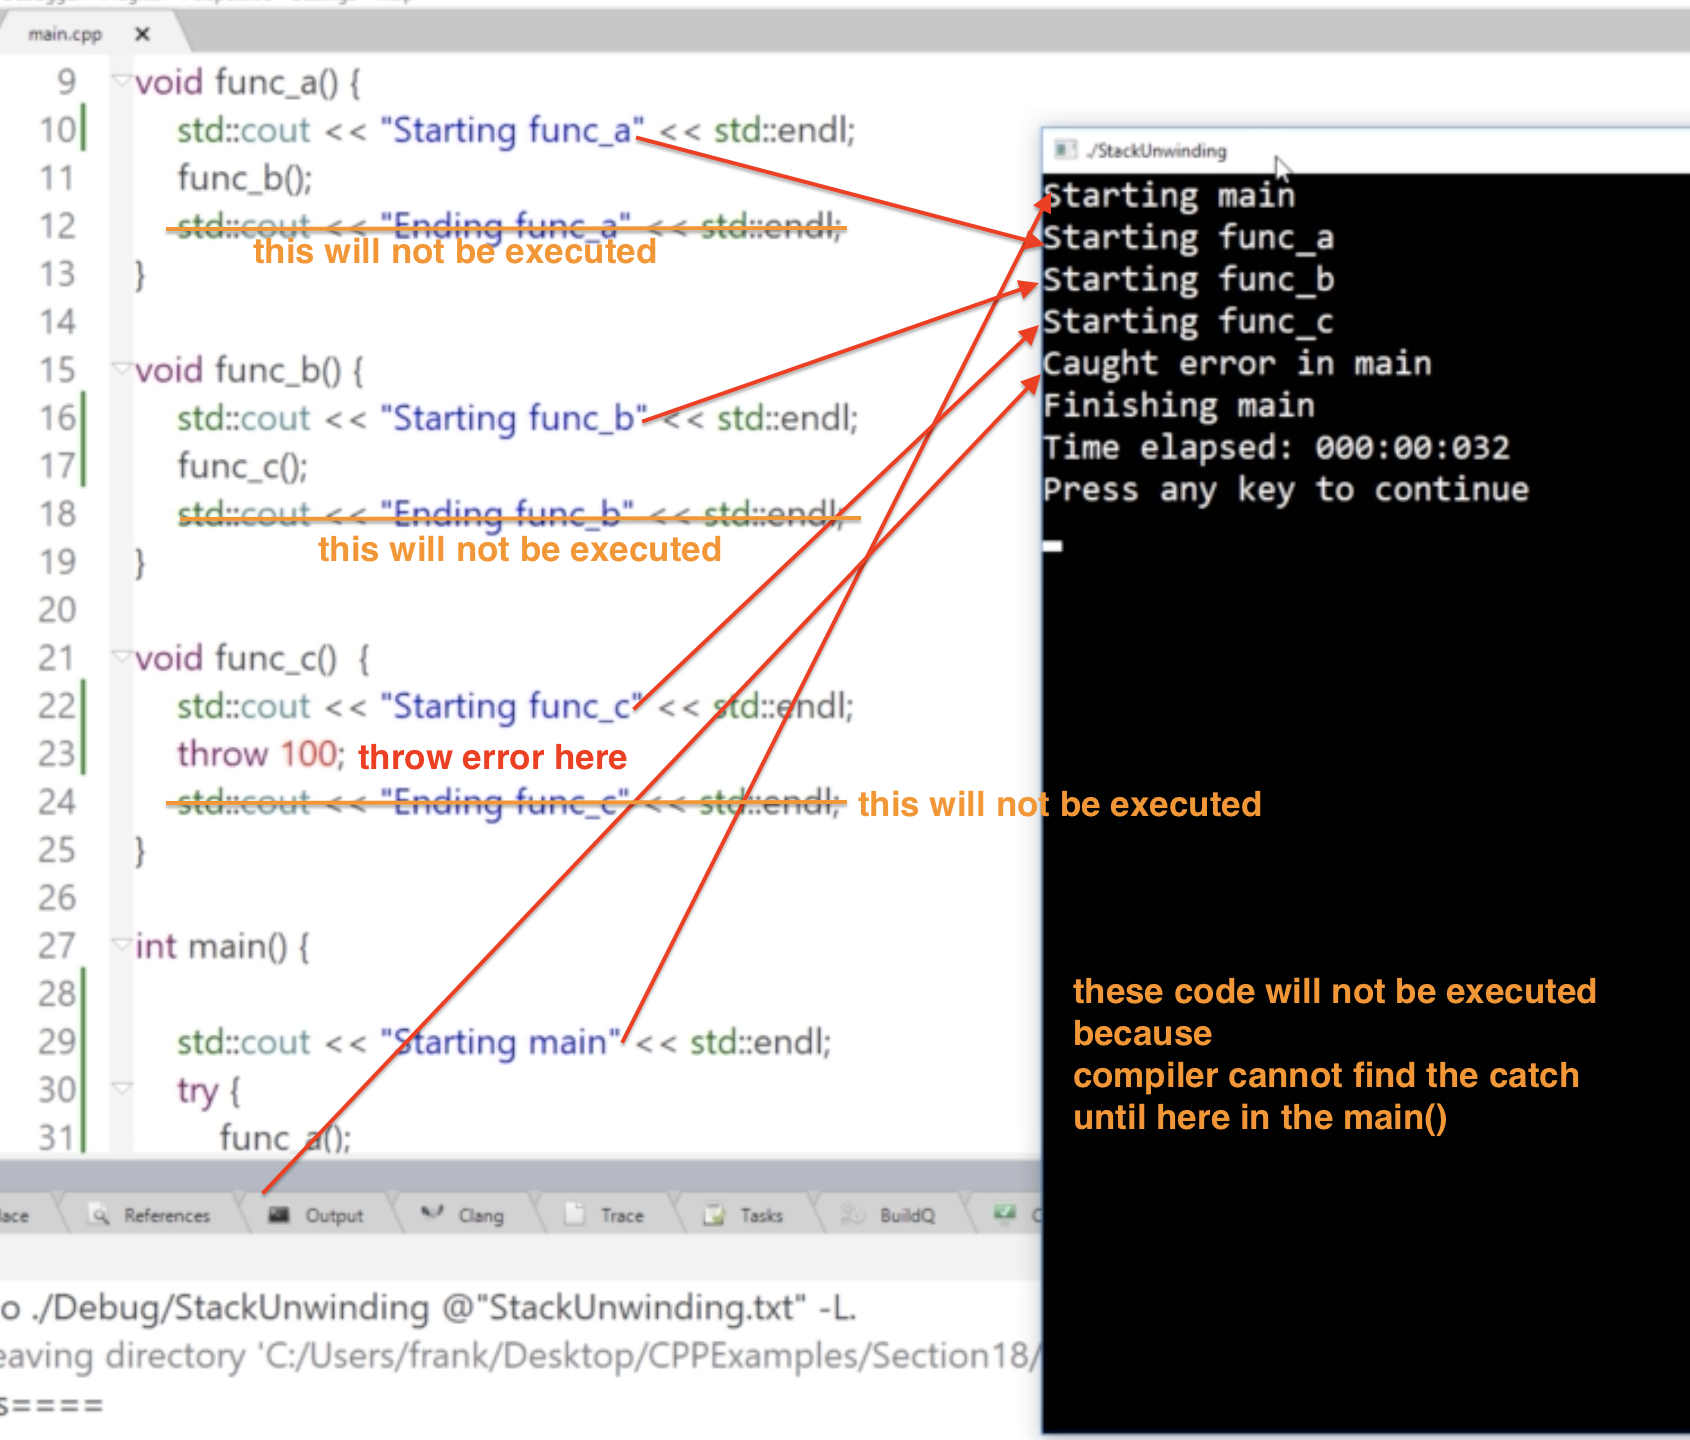 main.cpp
9 void func_a() {
10 std::cout << "Starting func_a" << std::endl;
11 func_b();
12 std::cout << "Ending func_a" << std::endl;
this will not be executed
13 }
14
15 void func_b() {
16 std::cout << "Starting func_b" << std::endl;
17 func_c();
18 std::cout << "Ending func_b" << std::endl;
this will not be executed
19 }
20
21 void func_c() {
22 std::cout << "Starting func_c" << std::endl;
23 throw 100; throw error here
24 std::cout << "Ending func_c" << std::endl; this will not be executed
25 }
26
27 int main() {
28
29 std::cout << "Starting main" << std::endl;
30 try {
31 func_a();
./StackUnwinding
Starting main
Starting func_a
Starting func_b
Starting func_c
Caught error in main
Finishing main
Time elapsed: 000:00:032
Press any key to continue
these code will not be executed
because
compiler cannot find the catch
until here in the main()
References Output Clang Trace Tasks BuildQ
o ./Debug/StackUnwinding @"StackUnwinding.txt" -L.
eaving directory 'C:/Users/frank/Desktop/CPPExamples/Section18/
s====